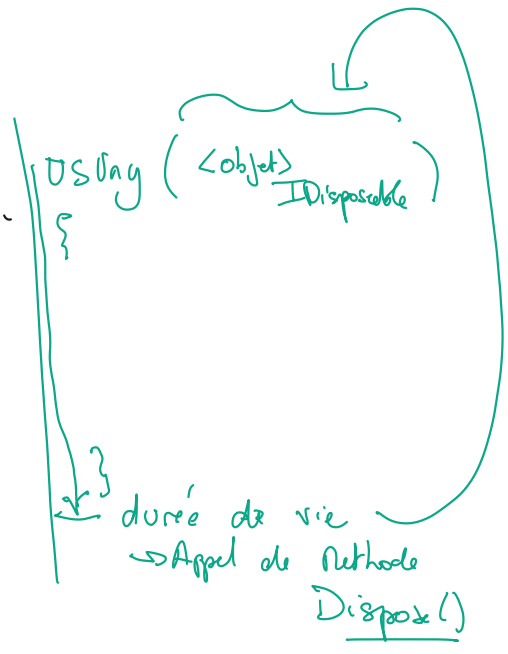 using (<objet>
IDisposable)
{
}
durée de vie
↳ Appel de Methode
Dispose()